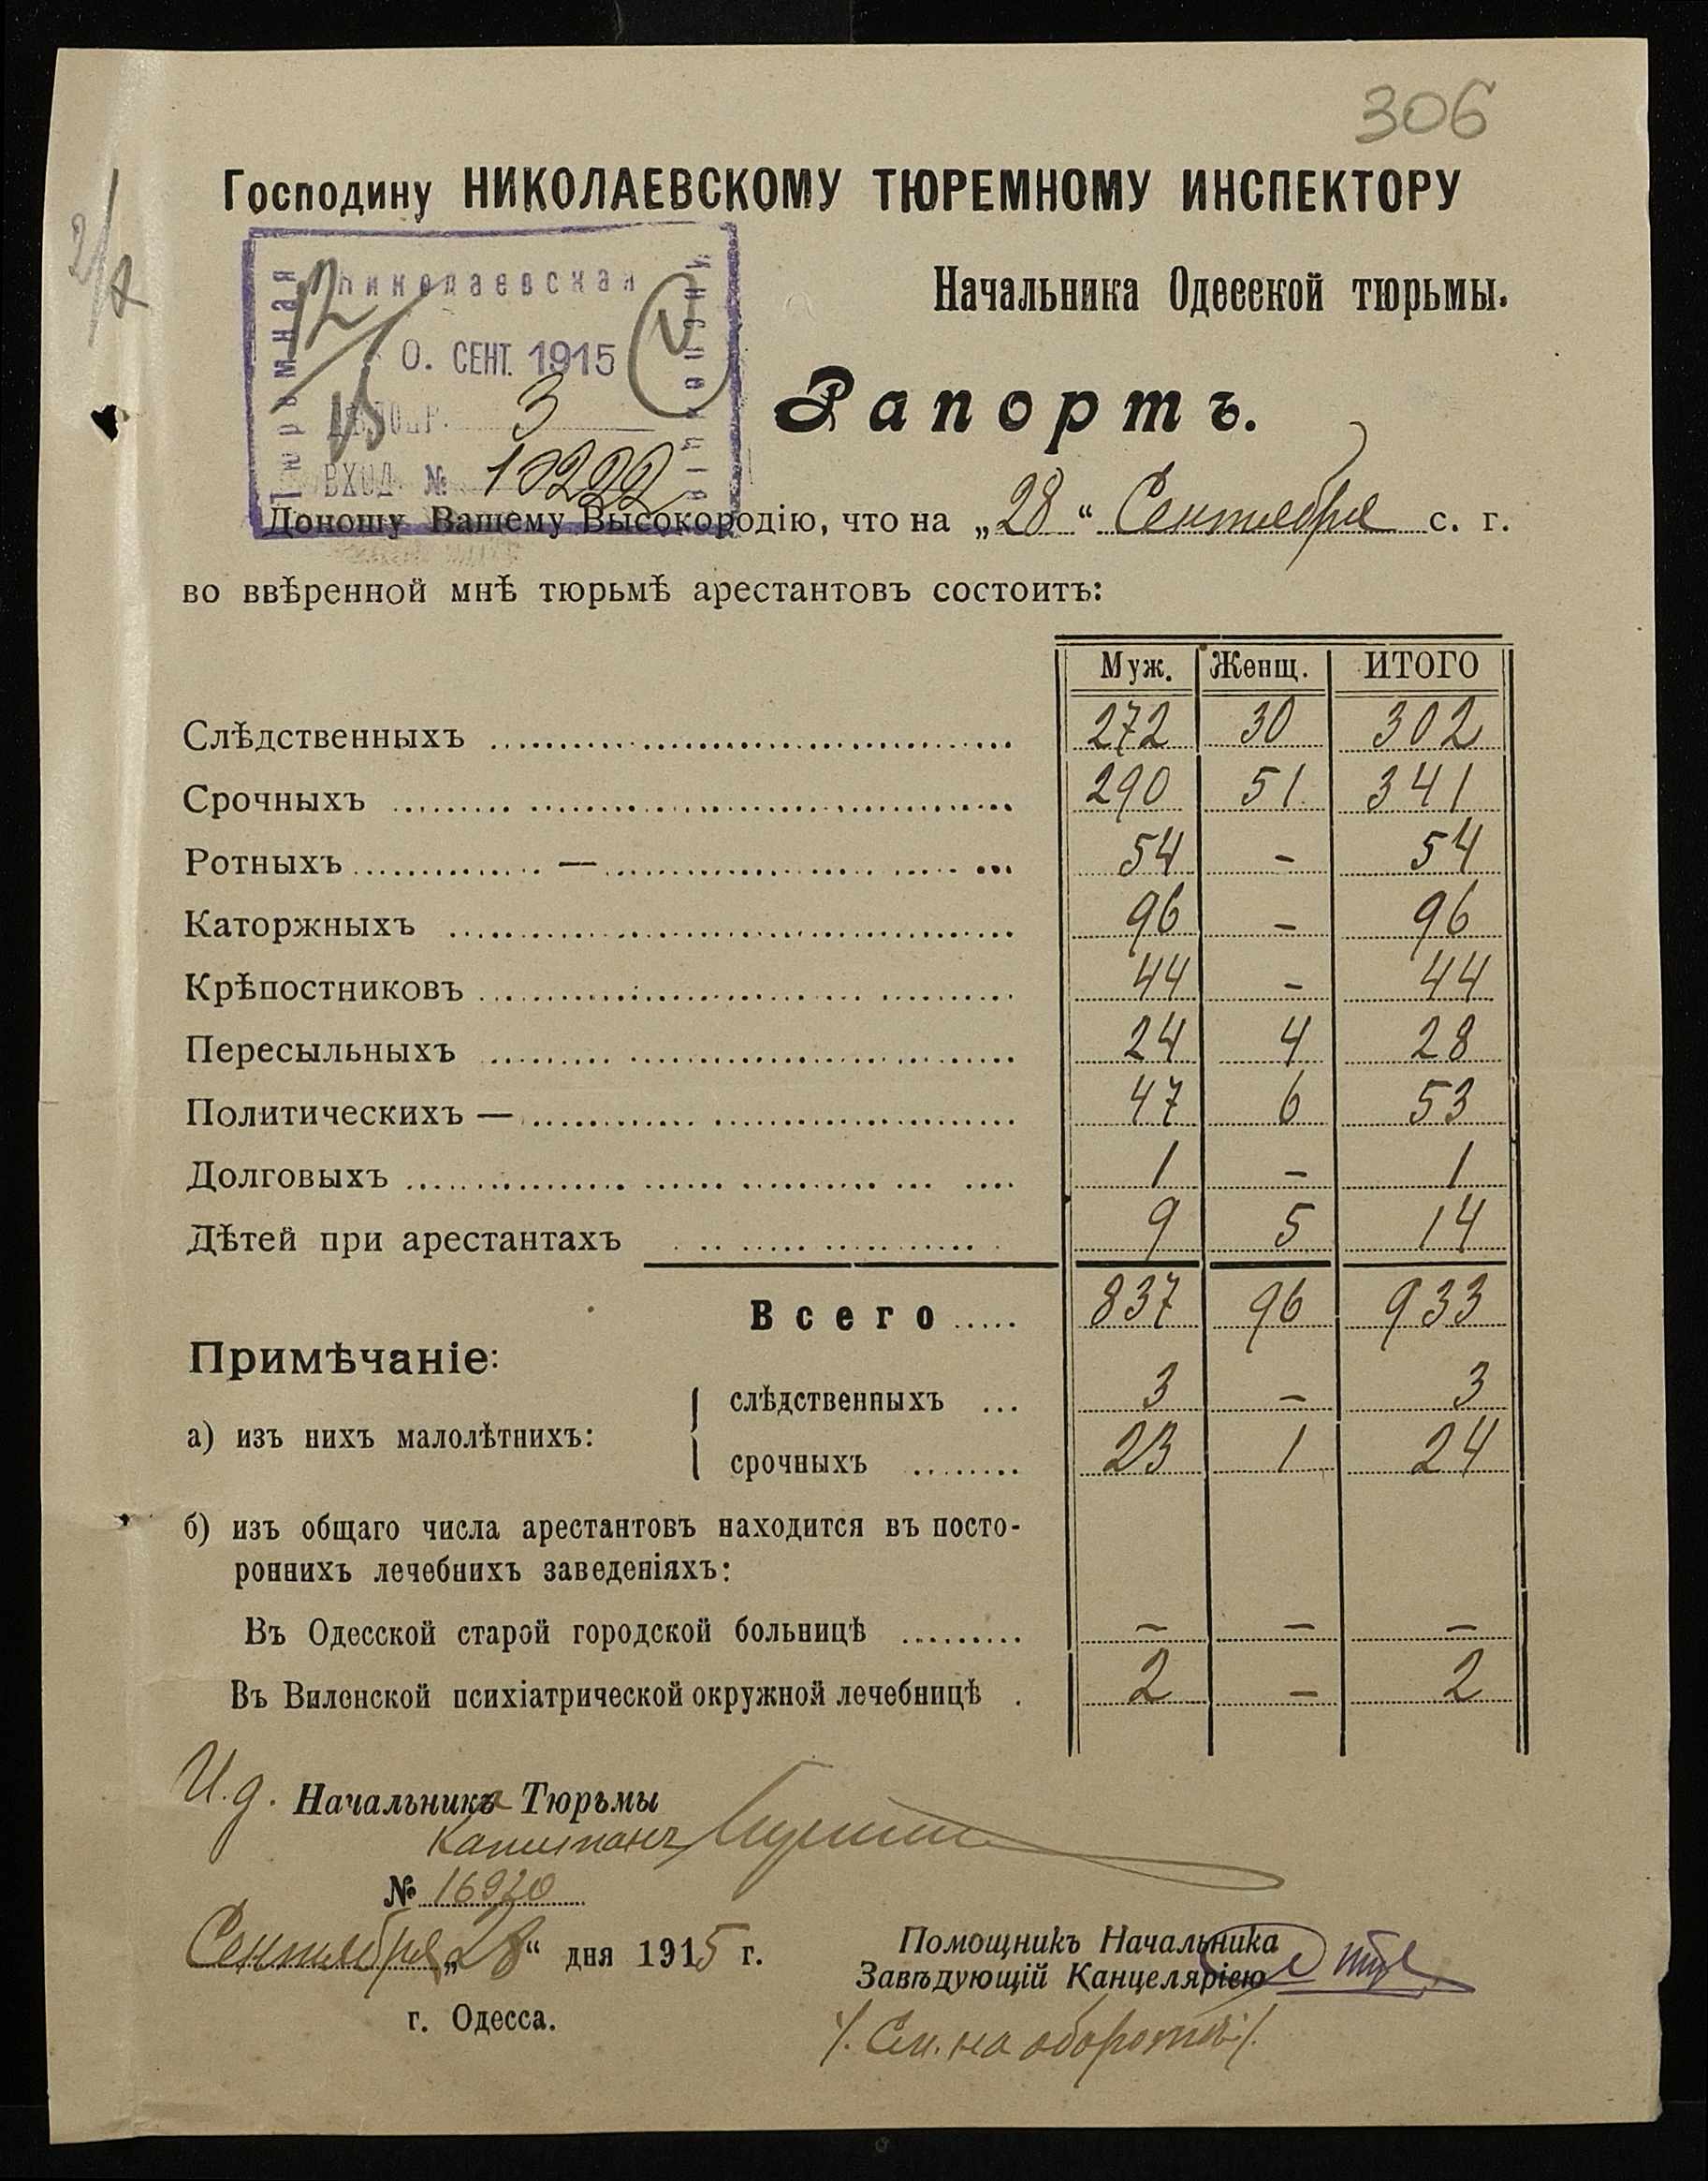 306
Господину НИКОЛАЕВСКОМУ ТЮРЕМНОМУ ИНСПЕКТОРУ
2/X
Николаевская
Тюремная
Инспекція
0. СЕНТ. 1915
3
ВХОД. № 10222
Начальника Одесской тюрьмы.
Рапортъ.
Доношу Вашему Высокородію, что на „28“ Сентября с. г.
во ввѣренной мнѣ тюрьмѣ арестантовъ состоитъ:
Муж. Женщ. ИТОГО
Слѣдственныхъ 272 30 302
Срочныхъ 290 51 341
Ротныхъ — 54 - 54
Каторжныхъ 96 - 96
Крѣпостниковъ 44 - 44
Пересыльныхъ 24 4 28
Политическихъ — 47 6 53
Долговыхъ 1 - 1
Дѣтей при арестантахъ 9 5 14
Всего 837 96 933
Примѣчаніе:
а) изъ нихъ малолѣтнихъ:
слѣдственныхъ 3 - 3
срочныхъ 23 1 24
б) изъ общаго числа арестантовъ находится въ посто-
роннихъ лечебнихъ заведеніяхъ:
Въ Одесской старой городской больницѣ - - -
Въ Виленской психіатрической окружной лечебницѣ 2 - 2
И.д. Начальника Тюрьмы
Капитанъ
№ 16920
Сентября „28“ дня 1915 г.
г. Одесса.
Помощникъ Начальника
Завѣдующій Канцеляріею
/. См. на оборотѣ /.